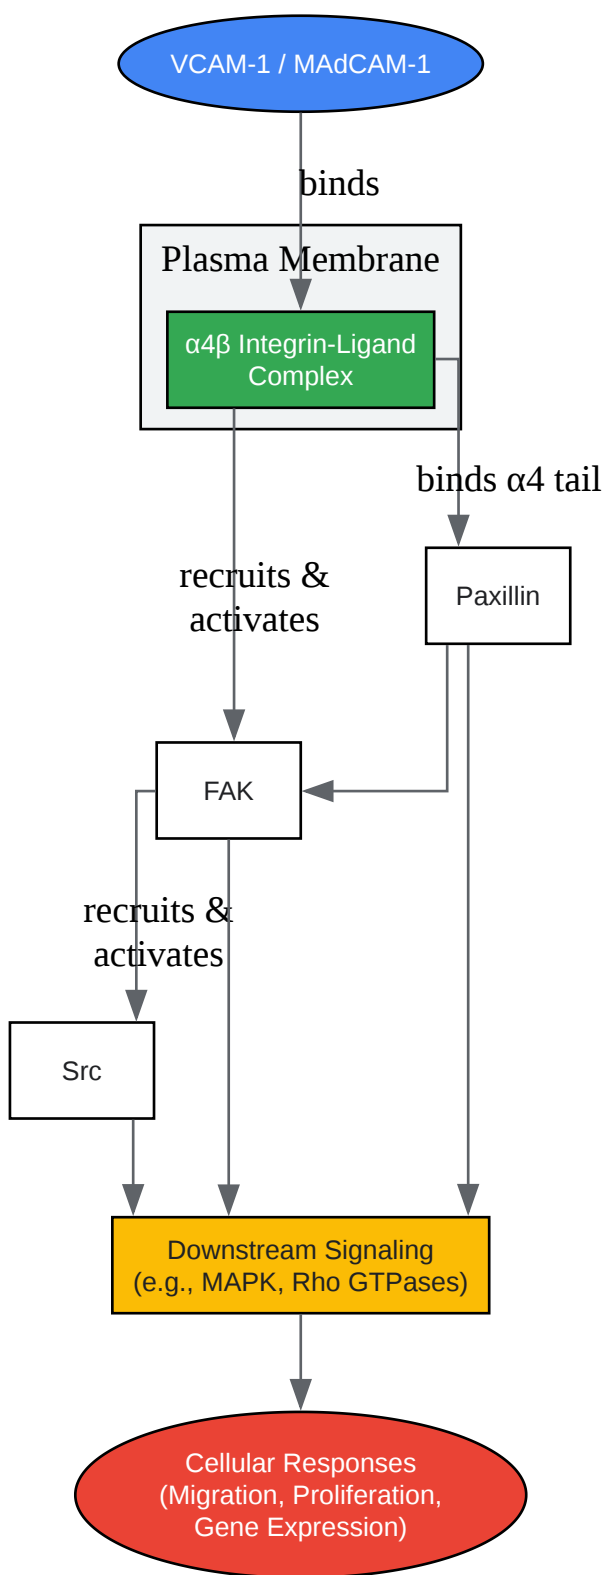 VCAM-1 / MAdCAM-1
binds
Plasma Membrane
α4β Integrin-Ligand
Complex
binds α4 tail
recruits &
activates
Paxillin
FAK
recruits &
activates
Src
Downstream Signaling
(e.g., MAPK, Rho GTPases)
Cellular Responses
(Migration, Proliferation,
Gene Expression)